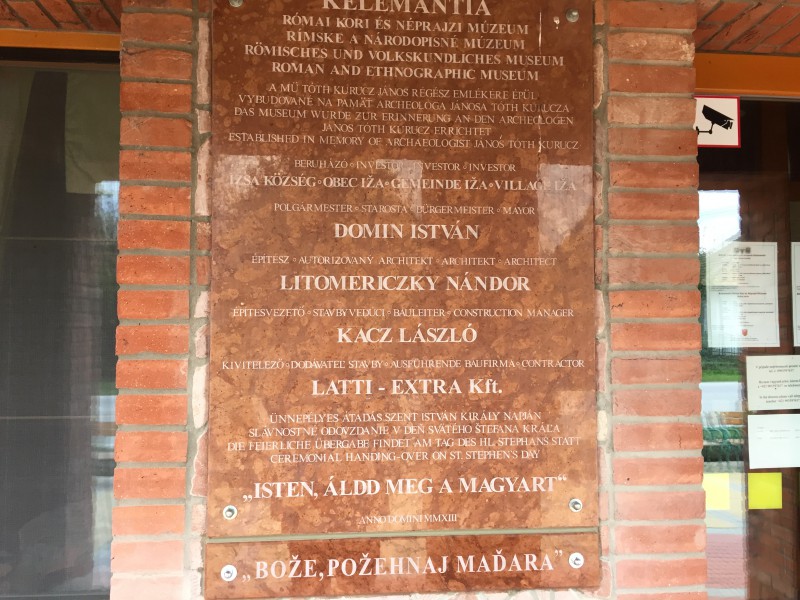 KELEMANTIA
RÓMAI KORI ÉS NÉPRAJZI MÚZEUM
RÍMSKE A NÁRODOPISNÉ MÚZEUM
RÖMISCHES UND VOLKSKUNDLICHES MUSEUM
ROMAN AND ETHNOGRAPHIC MUSEUM
A MŰ TÓTH KURUCZ JÁNOS RÉGÉSZ EMLÉKÉRE ÉPÜL
VYBUDOVANÉ NA PAMÄŤ ARCHEOLÓGA JÁNOSA TÓTH KURUCZA
DAS MUSEUM WURDE ZUR ERINNERUNG AN DEN ARCHEOLOGEN
JÁNOS TÓTH KURUCZ ERRICHTET
ESTABLISHED IN MEMORY OF ARCHAEOLOGIST JÁNOS TÓTH KURUCZ
BERUHÁZÓ ▫ INVESTOR ▫ INVESTOR ▫ INVESTOR
IZSA KÖZSÉG ▫ OBEC IŽA ▫ GEMEINDE IŽA ▫ VILLAGE IŽA
POLGÁRMESTER ▫ STAROSTA ▫ BÜRGERMEISTER ▫ MAYOR
DOMIN ISTVÁN
ÉPÍTÉSZ ▫ AUTORIZOVANÝ ARCHITEKT ▫ ARCHITEKT ▫ ARCHITECT
LITOMERICZKY NÁNDOR
ÉPÍTÉSVEZETŐ ▫ STAVBYVEDÚCI ▫ BAULEITER ▫ CONSTRUCTION MANAGER
KACZ LÁSZLÓ
KIVITELEZŐ ▫ DODÁVATEĽ STAVBY ▫ AUSFÜHRENDE BAUFIRMA ▫ CONTRACTOR
LATTI - EXTRA Kft.
ÜNNEPÉLYES ÁTADÁS SZENT ISTVÁN KIRÁLY NAPJÁN
SLÁVNOSTNÉ ODOVZDANIE V DEŇ SVÄTÉHO ŠTEFANA KRÁĽA
DIE FEIERLICHE ÜBERGABE FINDET AM TAG DES HL. STEPHANS STATT
CEREMONIAL HANDING-OVER ON ST. STEPHEN'S DAY
„ISTEN, ÁLDD MEG A MAGYART“
ANNO DOMINI MMXIII
„BOŽE, POŽEHNAJ MAĎARA”